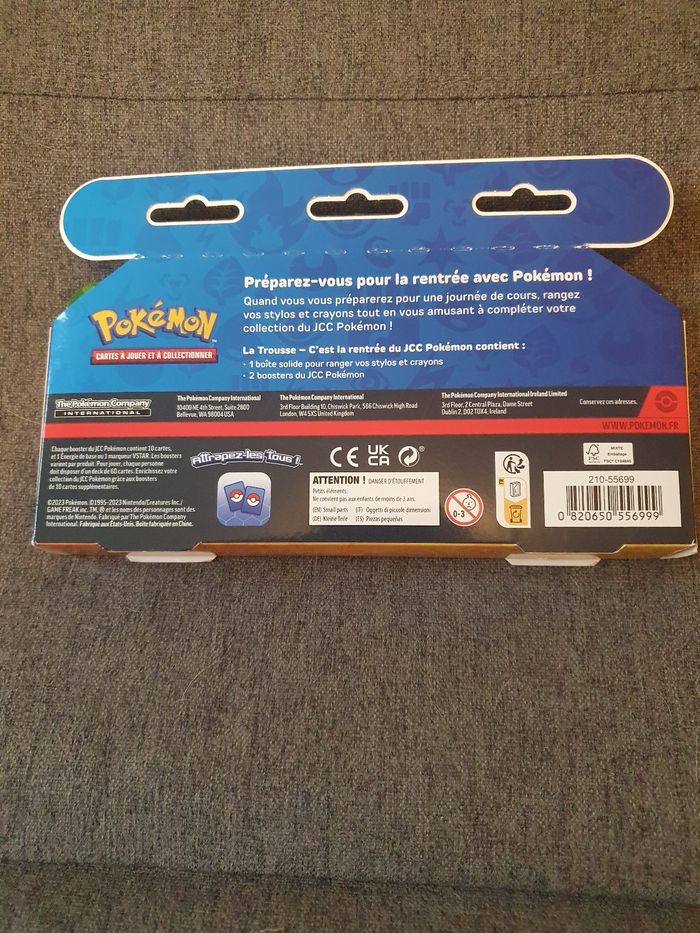 Préparez-vous pour la rentrée avec Pokémon !
Quand vous vous préparerez pour une journée de cours, rangez
vos stylos et crayons tout en vous amusant à compléter votre
collection du JCC Pokémon !
POKéMON
™
CARTES À JOUER ET À COLLECTIONNER
La Trousse – C'est la rentrée du JCC Pokémon contient :
• 1 boîte solide pour ranger vos stylos et crayons
• 2 boosters du JCC Pokémon
The Pokémon Company
INTERNATIONAL
The Pokémon Company International
10400 NE 4th Street, Suite 2800
Bellevue, WA 98004 USA
The Pokémon Company International
3rd Floor Building 10, Chiswick Park, 566 Chiswick High Road
London, W4 5XS United Kingdom
The Pokémon Company International Ireland Limited
3rd Floor, 2 Central Plaza, Dame Street
Dublin 2, D02 T0X4, Ireland
Conservez ces adresses.
WWW.POKEMON.FR
Chaque booster du JCC Pokémon contient 10 cartes,
et 1 Énergie de base ou 1 marqueur VSTAR. Les boosters
varient par produit. Pour jouer, chaque personne
doit disposer d'un deck de 60 cartes. Enrichissez votre
collection du JCC Pokémon grâce aux boosters
de 10 cartes supplémentaires.
©2023 Pokémon. ©1995–2023 Nintendo/Creatures Inc./
GAME FREAK inc. TM, ® et les noms des personnages sont des
marques de Nintendo. Fabriqué par The Pokémon Company
International. Fabriqué aux États-Unis. Boîte fabriquée en Chine.
Attrapez-les Tous !
CE
UK
CA
ATTENTION ! DANGER D'ÉTOUFFEMENT
Petits éléments.
Ne convient pas aux enfants de moins de 3 ans.
(EN) Small parts (IT) Oggetti di piccole dimensioni
(DE) Kleine Teile (ES) Piezas pequeñas
0-3
FSC
MIXTE
Emballage
210-55699
0 820650 556999